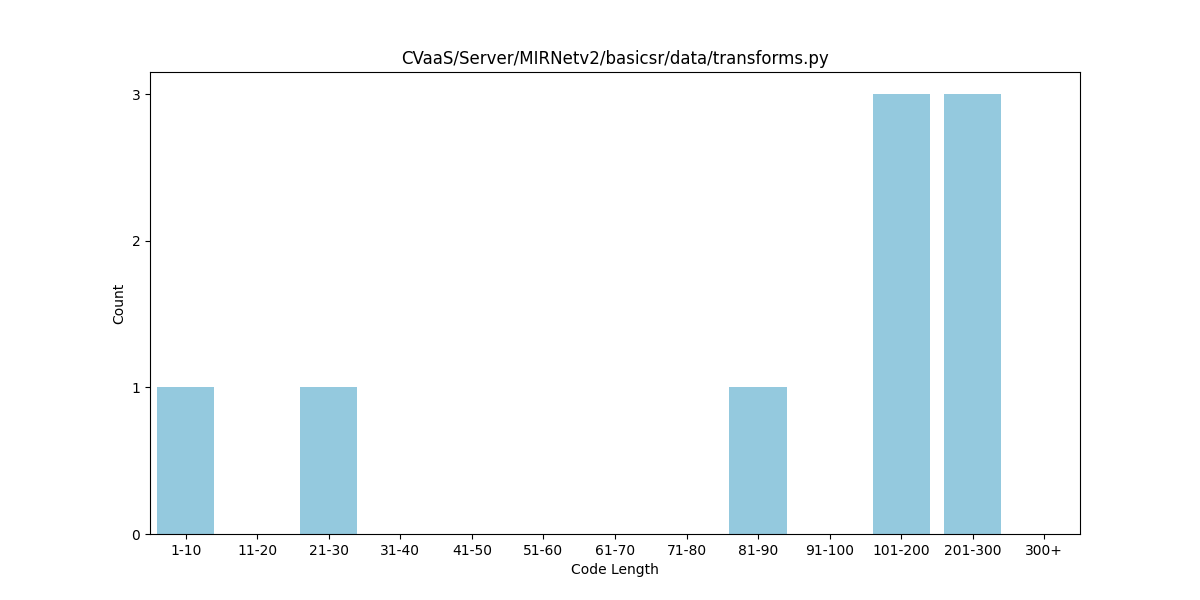 CVaaS/Server/MIRNetv2/basicsr/data/transforms.py
3
2
1
0
Count
1-10 11-20 21-30 31-40 41-50 51-60 61-70 71-80 81-90 91-100 101-200 201-300 300+
Code Length